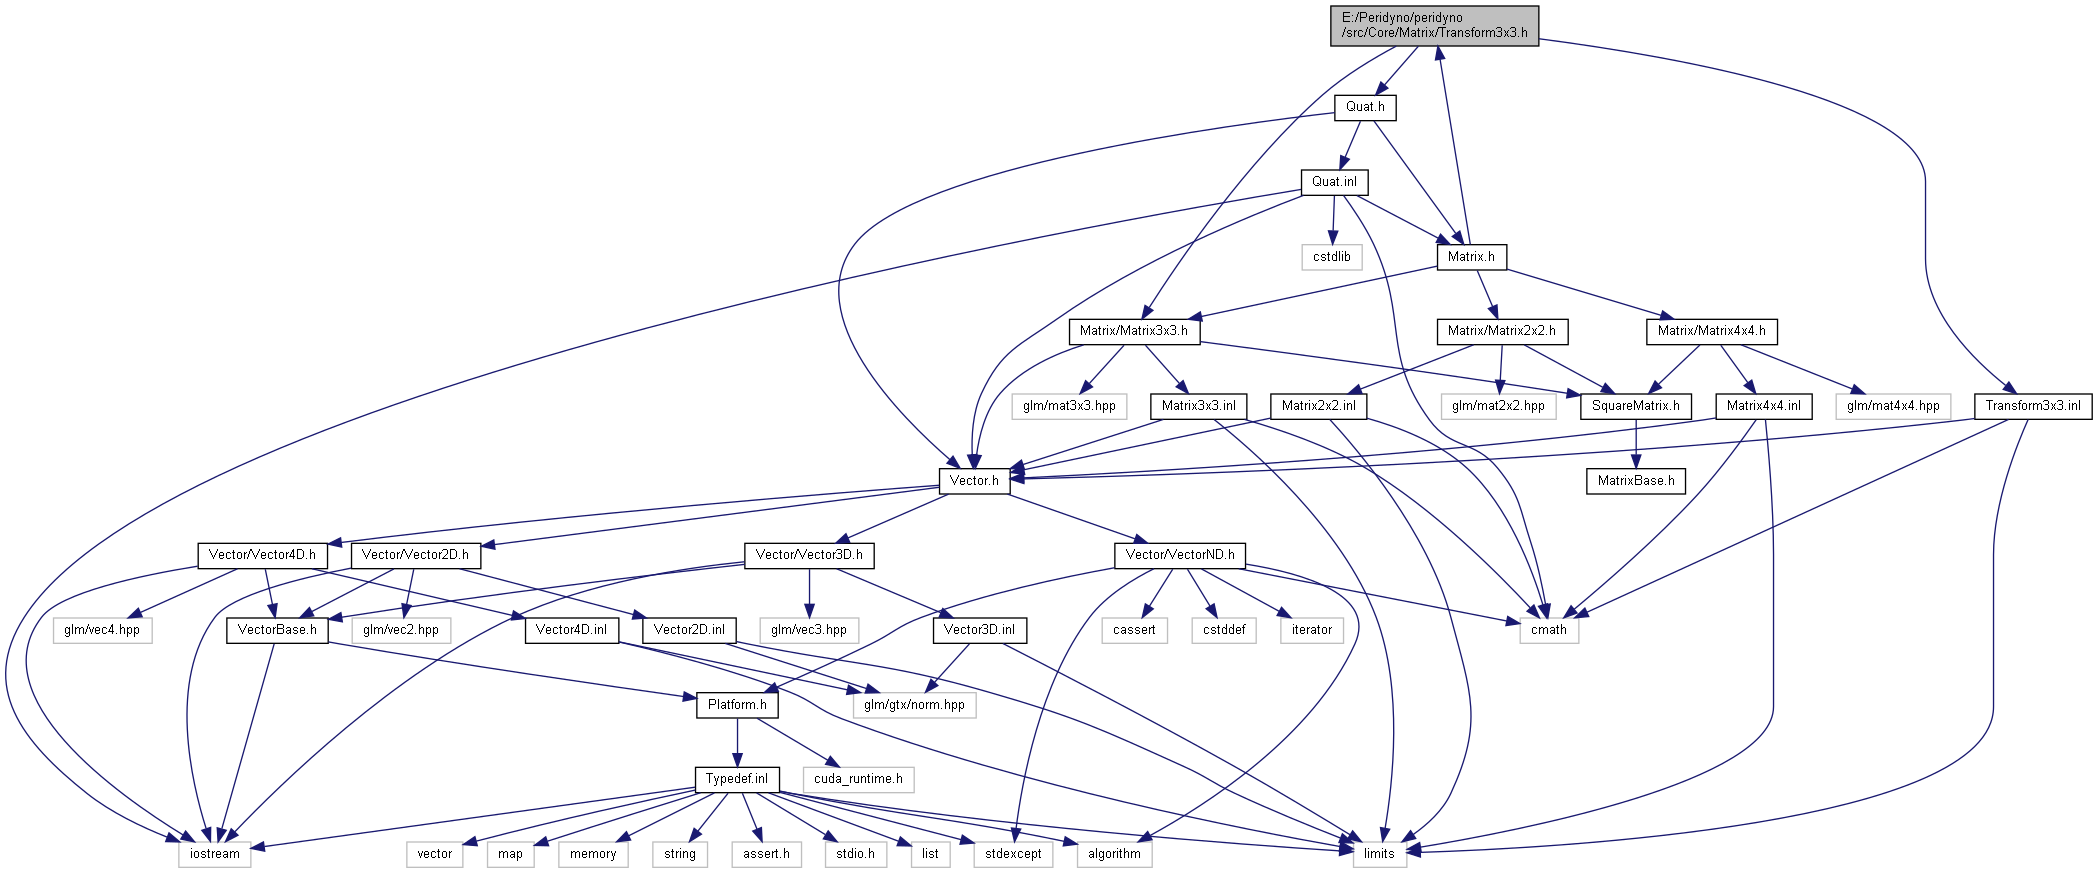 E:/Peridyno/peridyno
/src/Core/Matrix/Transform3x3.h
Quat.h
Quat.inl
cstdlib
Matrix.h
Matrix/Matrix3x3.h
Matrix/Matrix2x2.h
Matrix/Matrix4x4.h
glm/mat3x3.hpp
Matrix3x3.inl
Matrix2x2.inl
glm/mat2x2.hpp
SquareMatrix.h
Matrix4x4.inl
glm/mat4x4.hpp
Transform3x3.inl
Vector.h
MatrixBase.h
Vector/Vector4D.h
Vector/Vector2D.h
Vector/Vector3D.h
Vector/VectorND.h
glm/vec4.hpp
VectorBase.h
glm/vec2.hpp
Vector4D.inl
Vector2D.inl
glm/vec3.hpp
Vector3D.inl
cassert
cstddef
iterator
cmath
Platform.h
glm/gtx/norm.hpp
Typedef.inl
cuda_runtime.h
iostream
vector
map
memory
string
assert.h
stdio.h
list
stdexcept
algorithm
limits